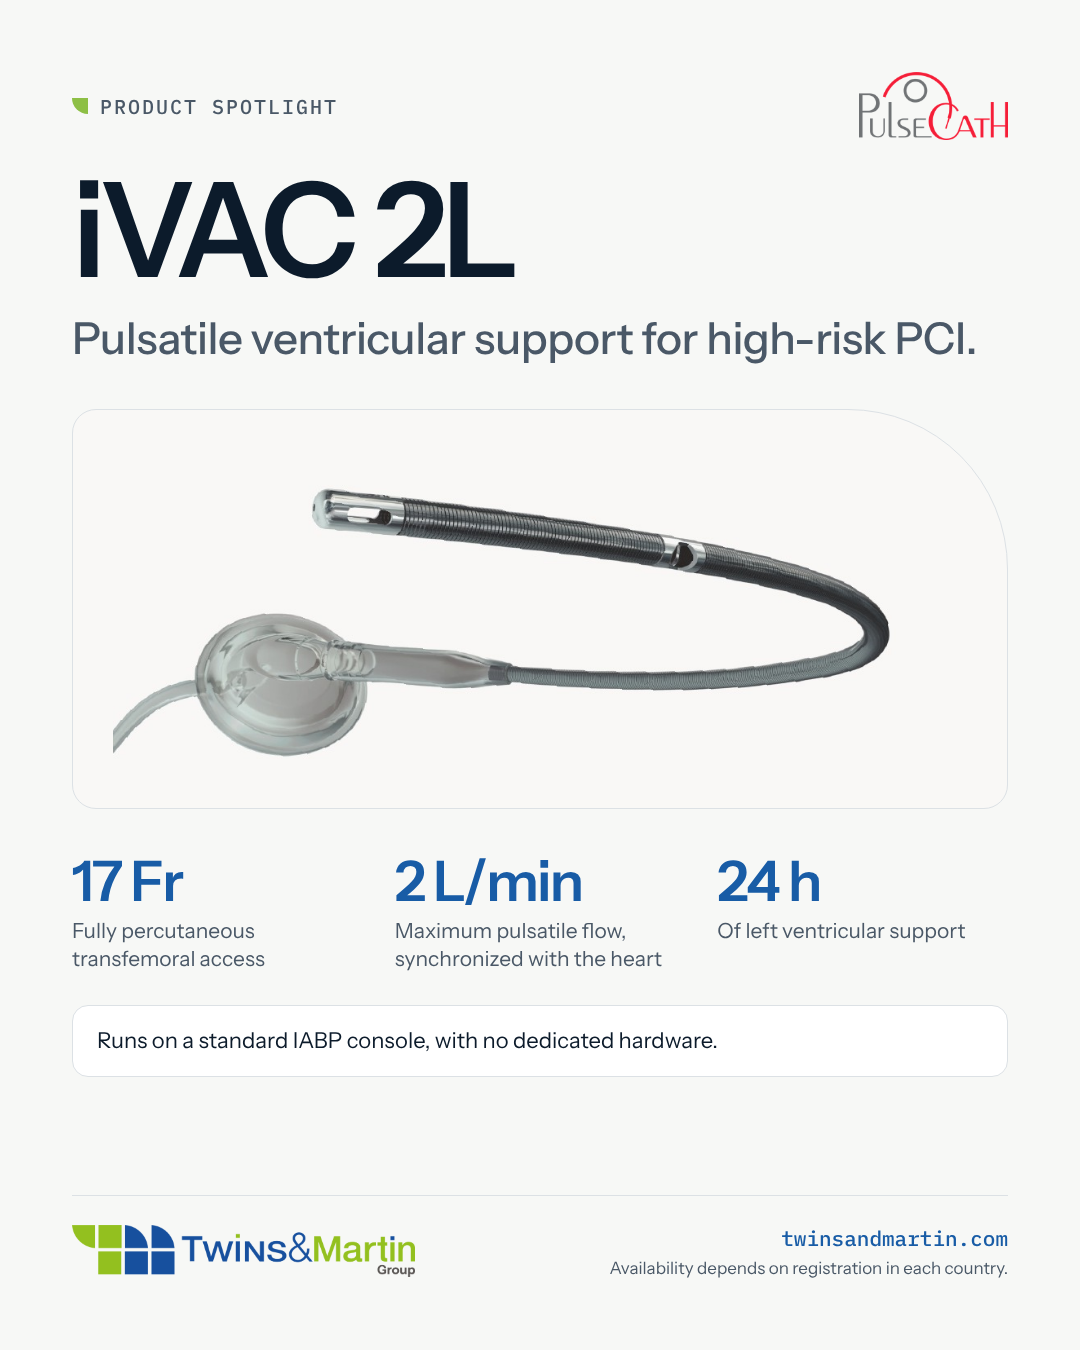 PRODUCT SPOTLIGHT
PulseCath
iVAC 2L
Pulsatile ventricular support for high-risk PCI.
17 Fr
Fully percutaneous
transfemoral access
2 L/min
Maximum pulsatile flow,
synchronized with the heart
24 h
Of left ventricular support
Runs on a standard IABP console, with no dedicated hardware.
Twins&Martin
Group
twinsandmartin.com
Availability depends on registration in each country.